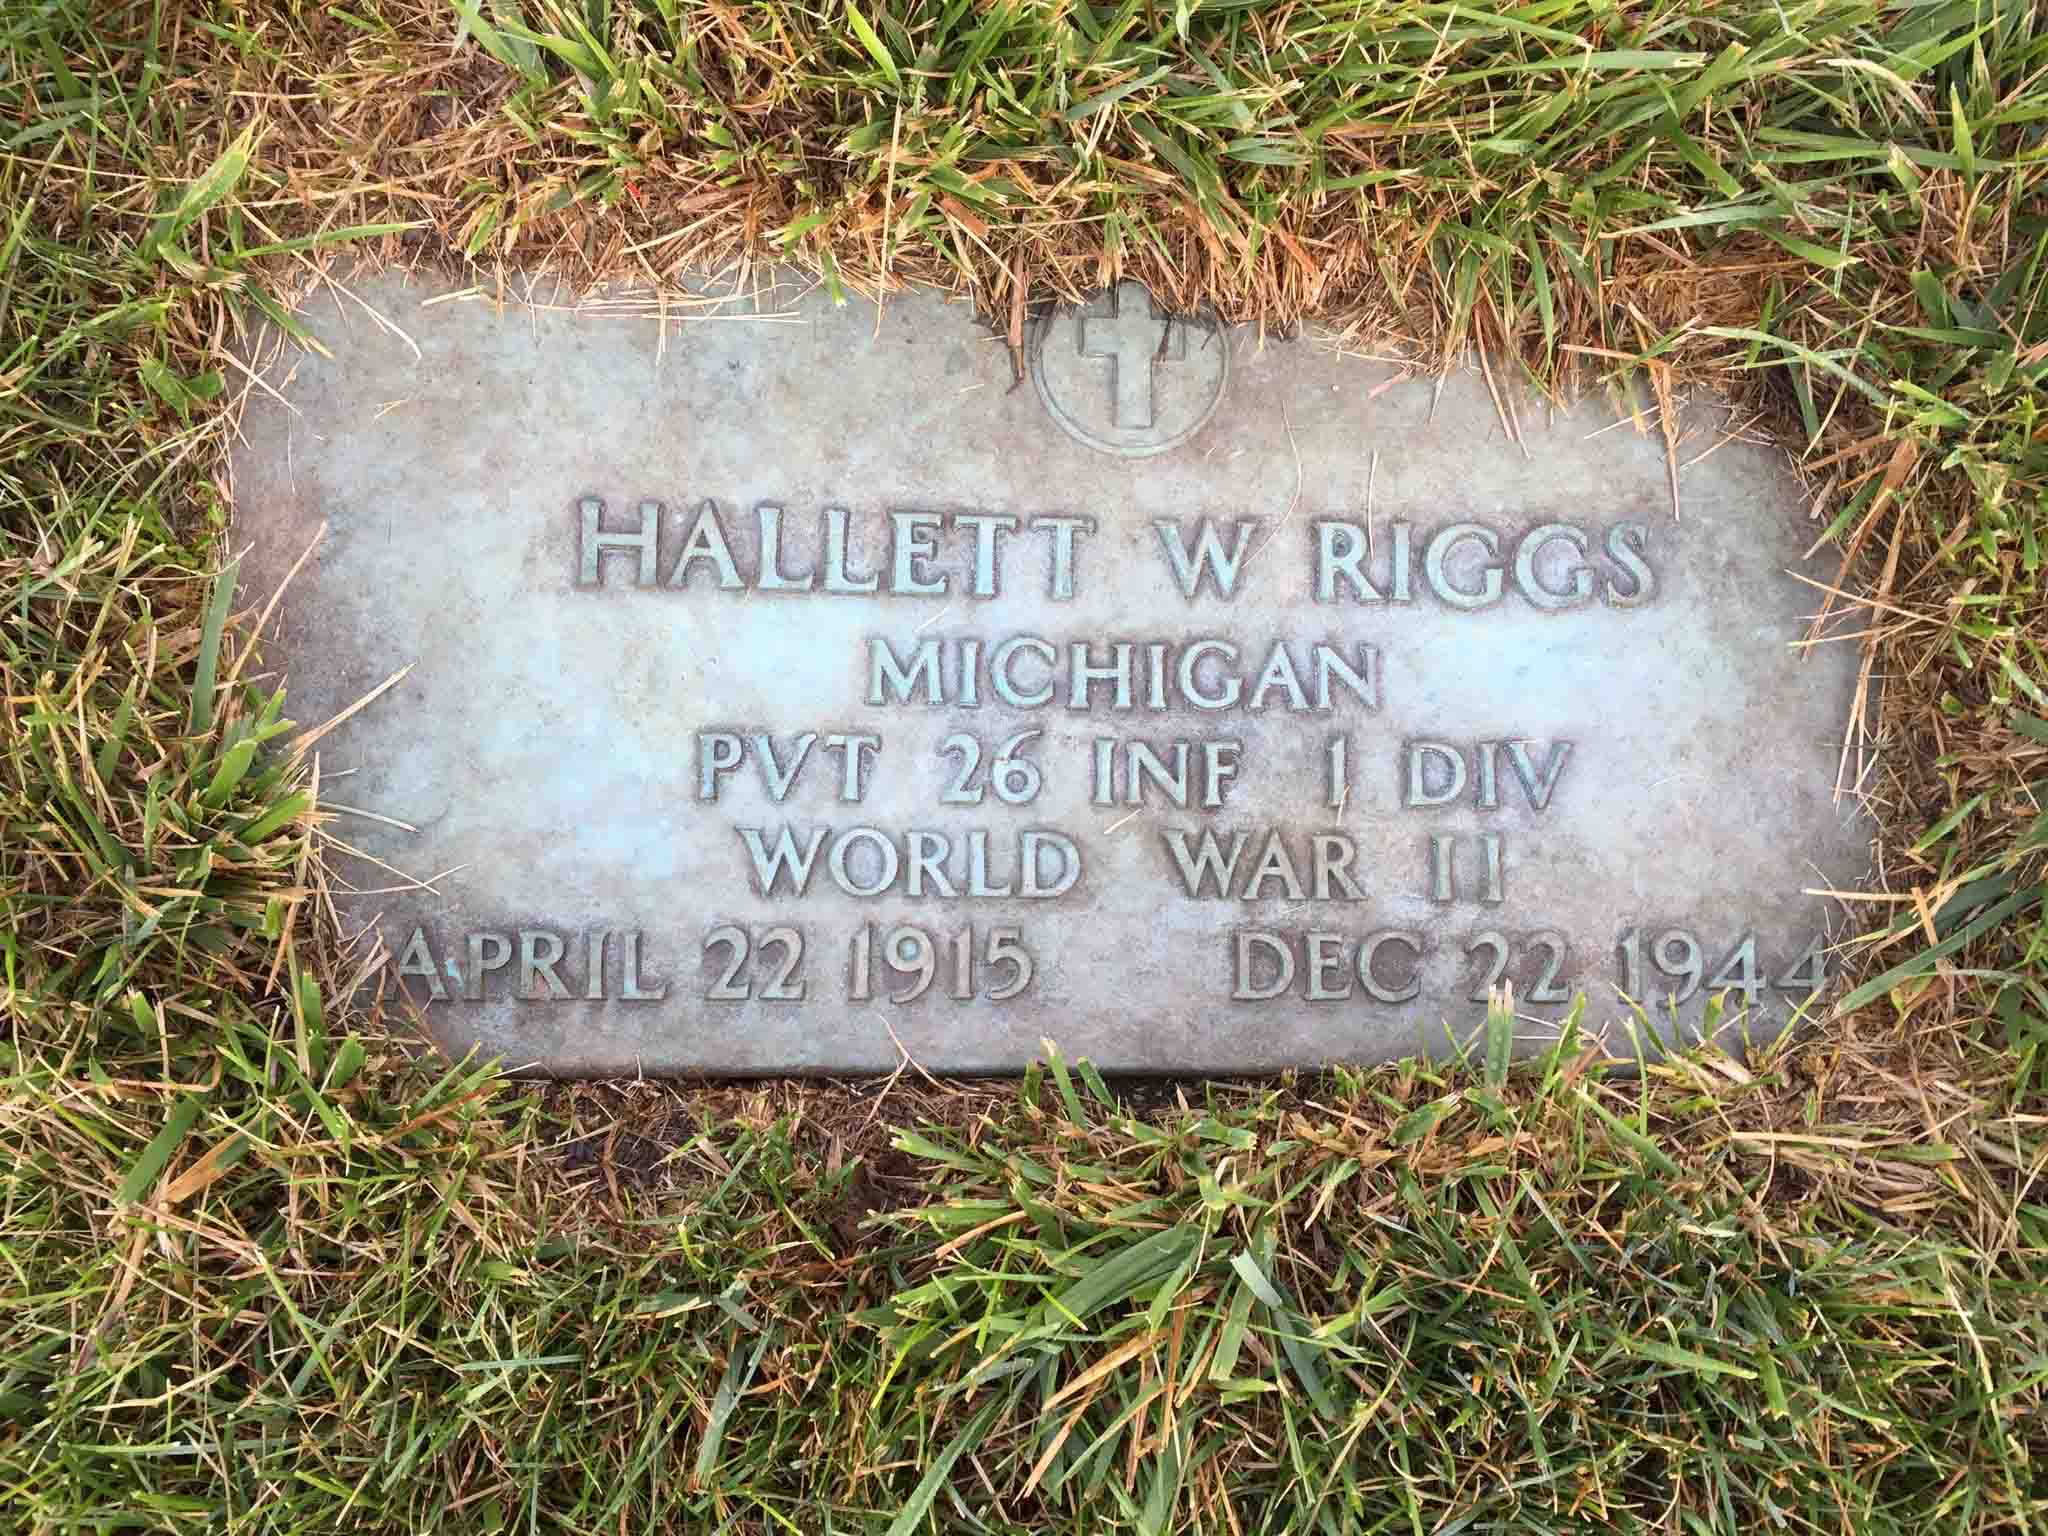 HALLETT W RIGGS
MICHIGAN
PVT 26 INF 1 DIV
WORLD WAR II
APRIL 22 1915 DEC 22 1944